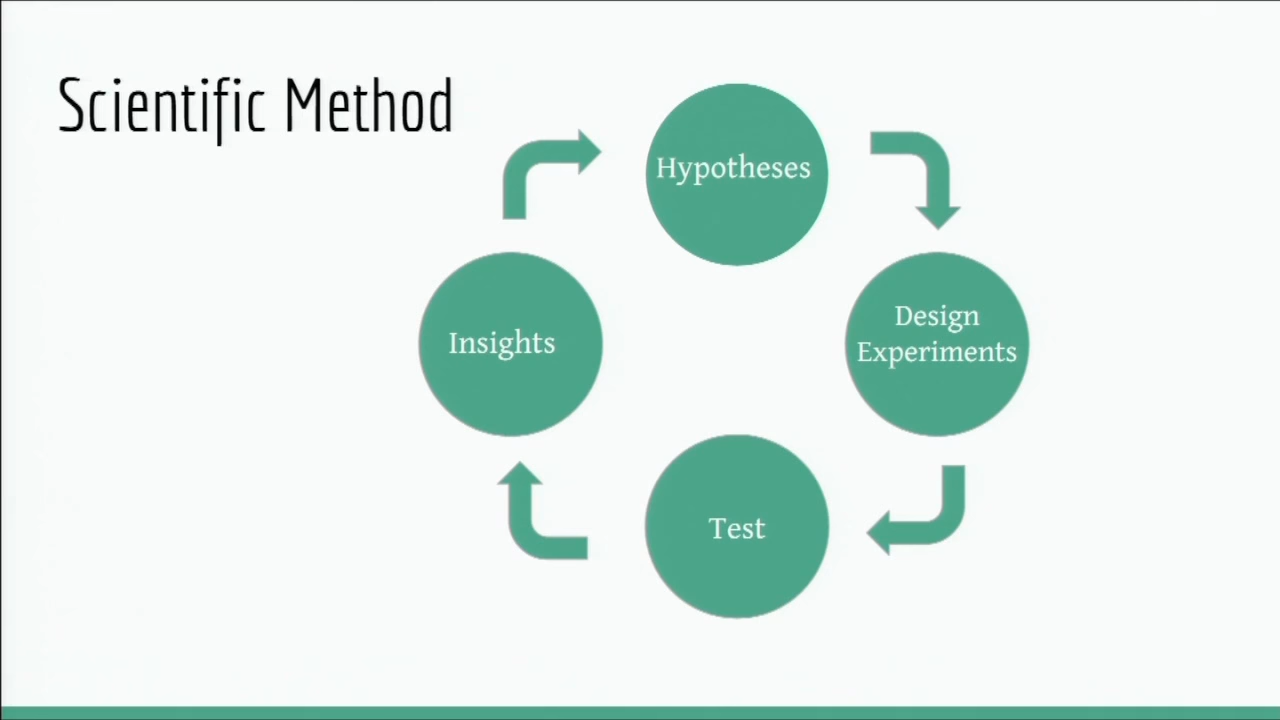 Scientific Method
Hypotheses
Design
Experiments
Test
Insights